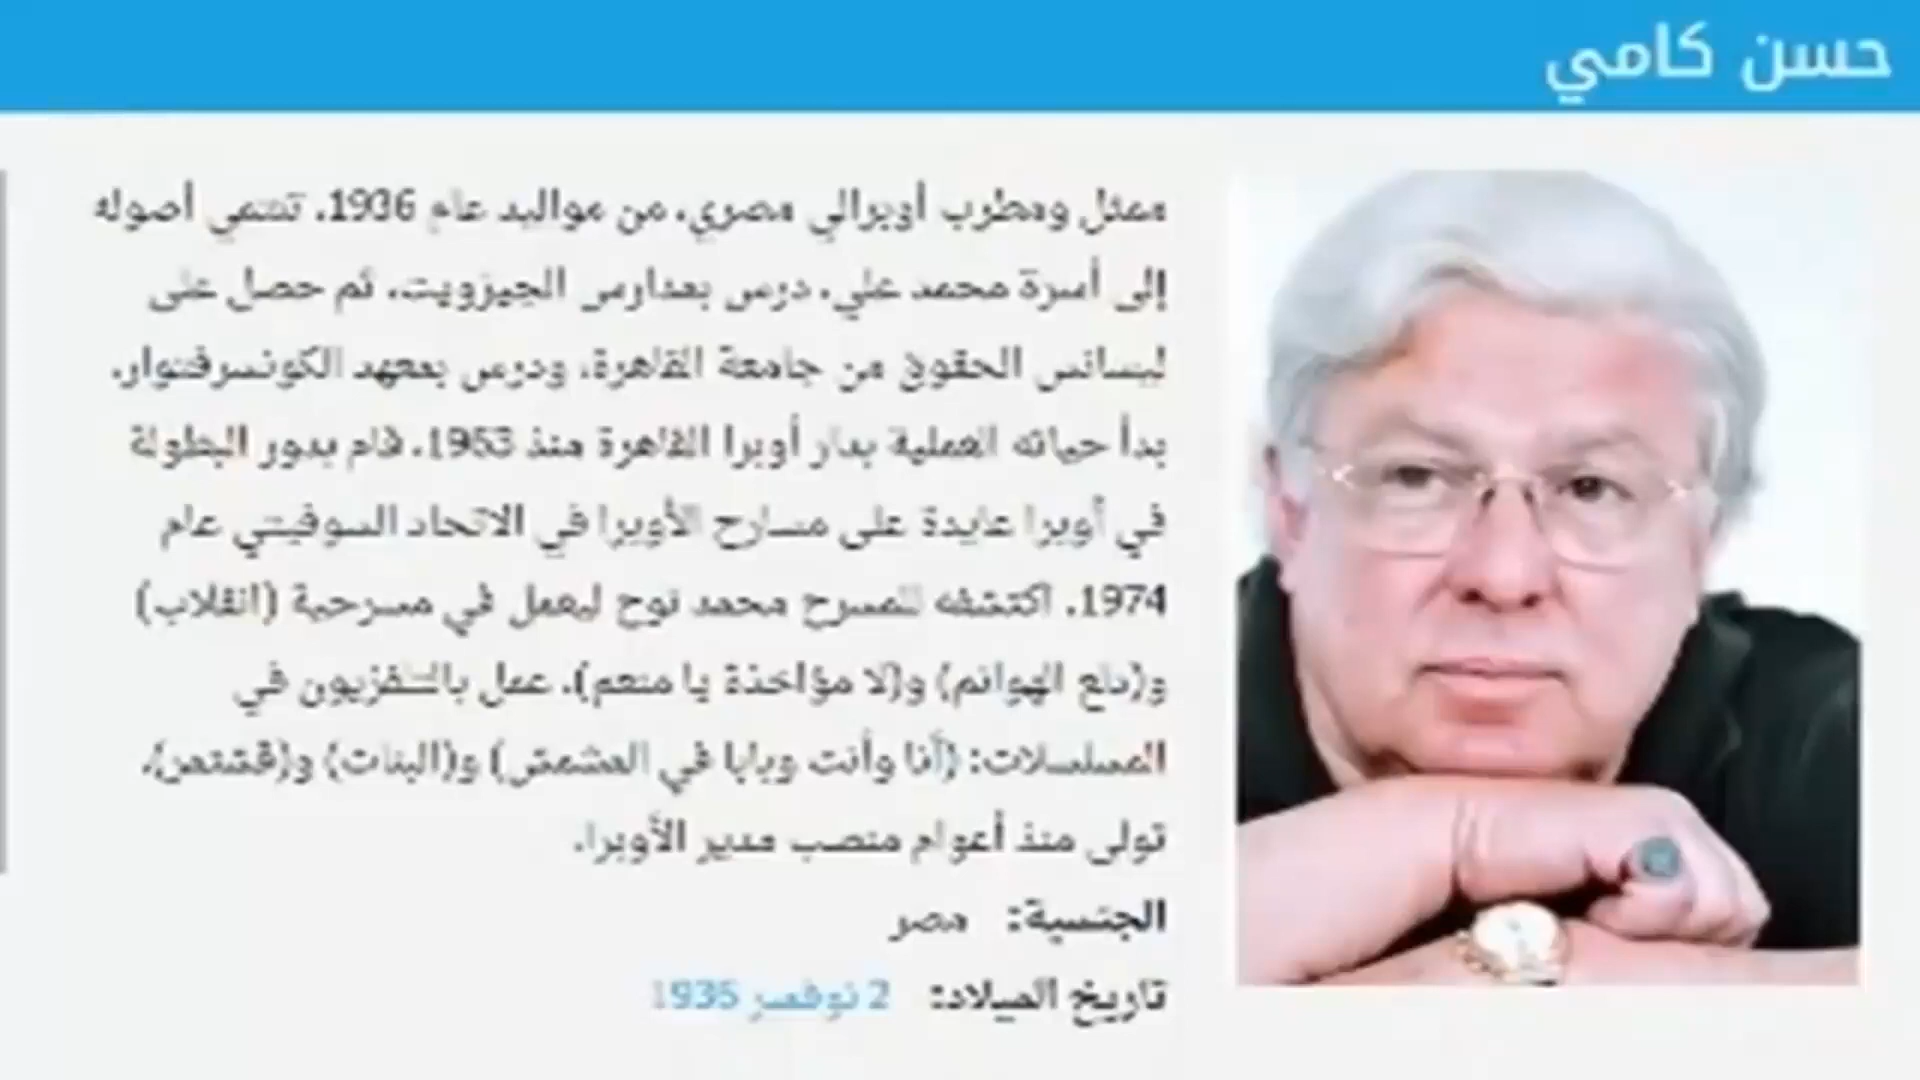 حسن كامي
ممثل ومطرب أوبرالي مصري، من مواليد عام 1936. تنتمي أصوله
إلى أسرة محمد علي. درس بمدارس الجيزويت، ثم حصل على
ليسانس الحقوق من جامعة القاهرة، ودرس بمعهد الكونسرفتوار.
بدأ حياته العملية بدار أوبرا القاهرة منذ 1963. قام بدور البطولة
في أوبرا عايدة على مسارح الأوبرا في الاتحاد السوفيتي عام
1974. اكتشفه للمسرح محمد نوح ليعمل في مسرحية (انقلاب)
و(دلع الهوانم) و(لا مؤاخذة يا منعم). عمل بالتلفزيون في
المسلسلات: (أنا وأنت وبابا في المشمش) و(البنات) و(قشتمر).
تولى منذ أعوام منصب مدير الأوبرا.
الجنسية: مصر
تاريخ الميلاد: 2 نوفمبر 1936